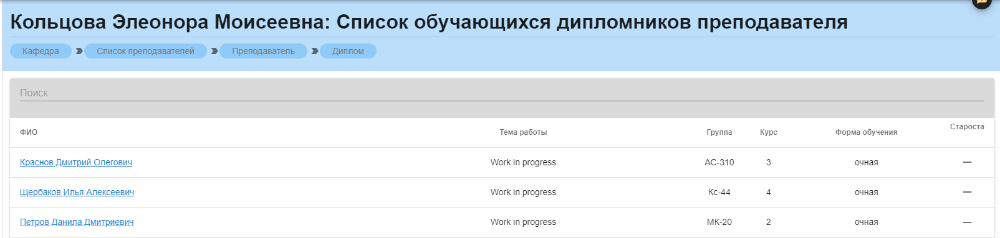 Кольцова Элеонора Моисеевна: Список обучающихся дипломников преподавателя
Кафедра Список преподавателей Преподаватель Диплом
Поиск
ФИО Тема работы Группа Курс Форма обучения Староста
Краснов Дмитрий Олегович Work in progress АС-310 3 очная —
Щербаков Илья Алексеевич Work in progress Кс-44 4 очная —
Петров Данила Дмитриевич Work in progress МК-20 2 очная —